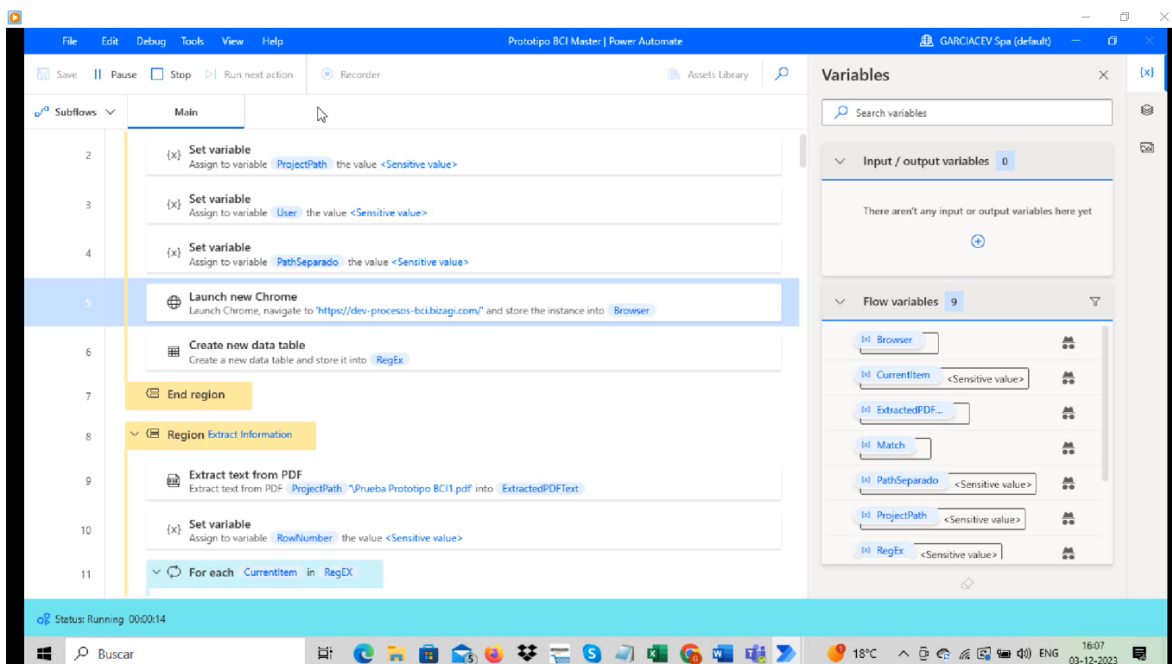 File Edit Debug Tools View Help Prototipo BCI Master | Power Automate GARCIACEV Spa (default)
Save Pause Stop Run next action Recorder Assets Library
Subflows Main
2 {x} Set variable
Assign to variable ProjectPath the value <Sensitive value>
3 {x} Set variable
Assign to variable User the value <Sensitive value>
4 {x} Set variable
Assign to variable PathSeparado the value <Sensitive value>
5 Launch new Chrome
Launch Chrome, navigate to 'https://dev-procesos-bci.bizagi.com/' and store the instance into Browser
6 Create new data table
Create a new data table and store it into RegEx
7 End region
8 Region Extract Information
9 Extract text from PDF
Extract text from PDF ProjectPath '\Prueba Prototipo BCI1.pdf' into ExtractedPDFText
10 {x} Set variable
Assign to variable RowNumber the value <Sensitive value>
11 For each CurrentItem in RegEX
Variables {x}
Search variables
Input / output variables 0
There aren't any input or output variables here yet
Flow variables 9
{x} Browser
{x} CurrentItem <Sensitive value>
{x} ExtractedPDF...
{x} Match
{x} PathSeparado <Sensitive value>
{x} ProjectPath <Sensitive value>
{x} RegEx <Sensitive value>
Status: Running 00:00:14
Buscar 18°C ENG 16:07
03-12-2023